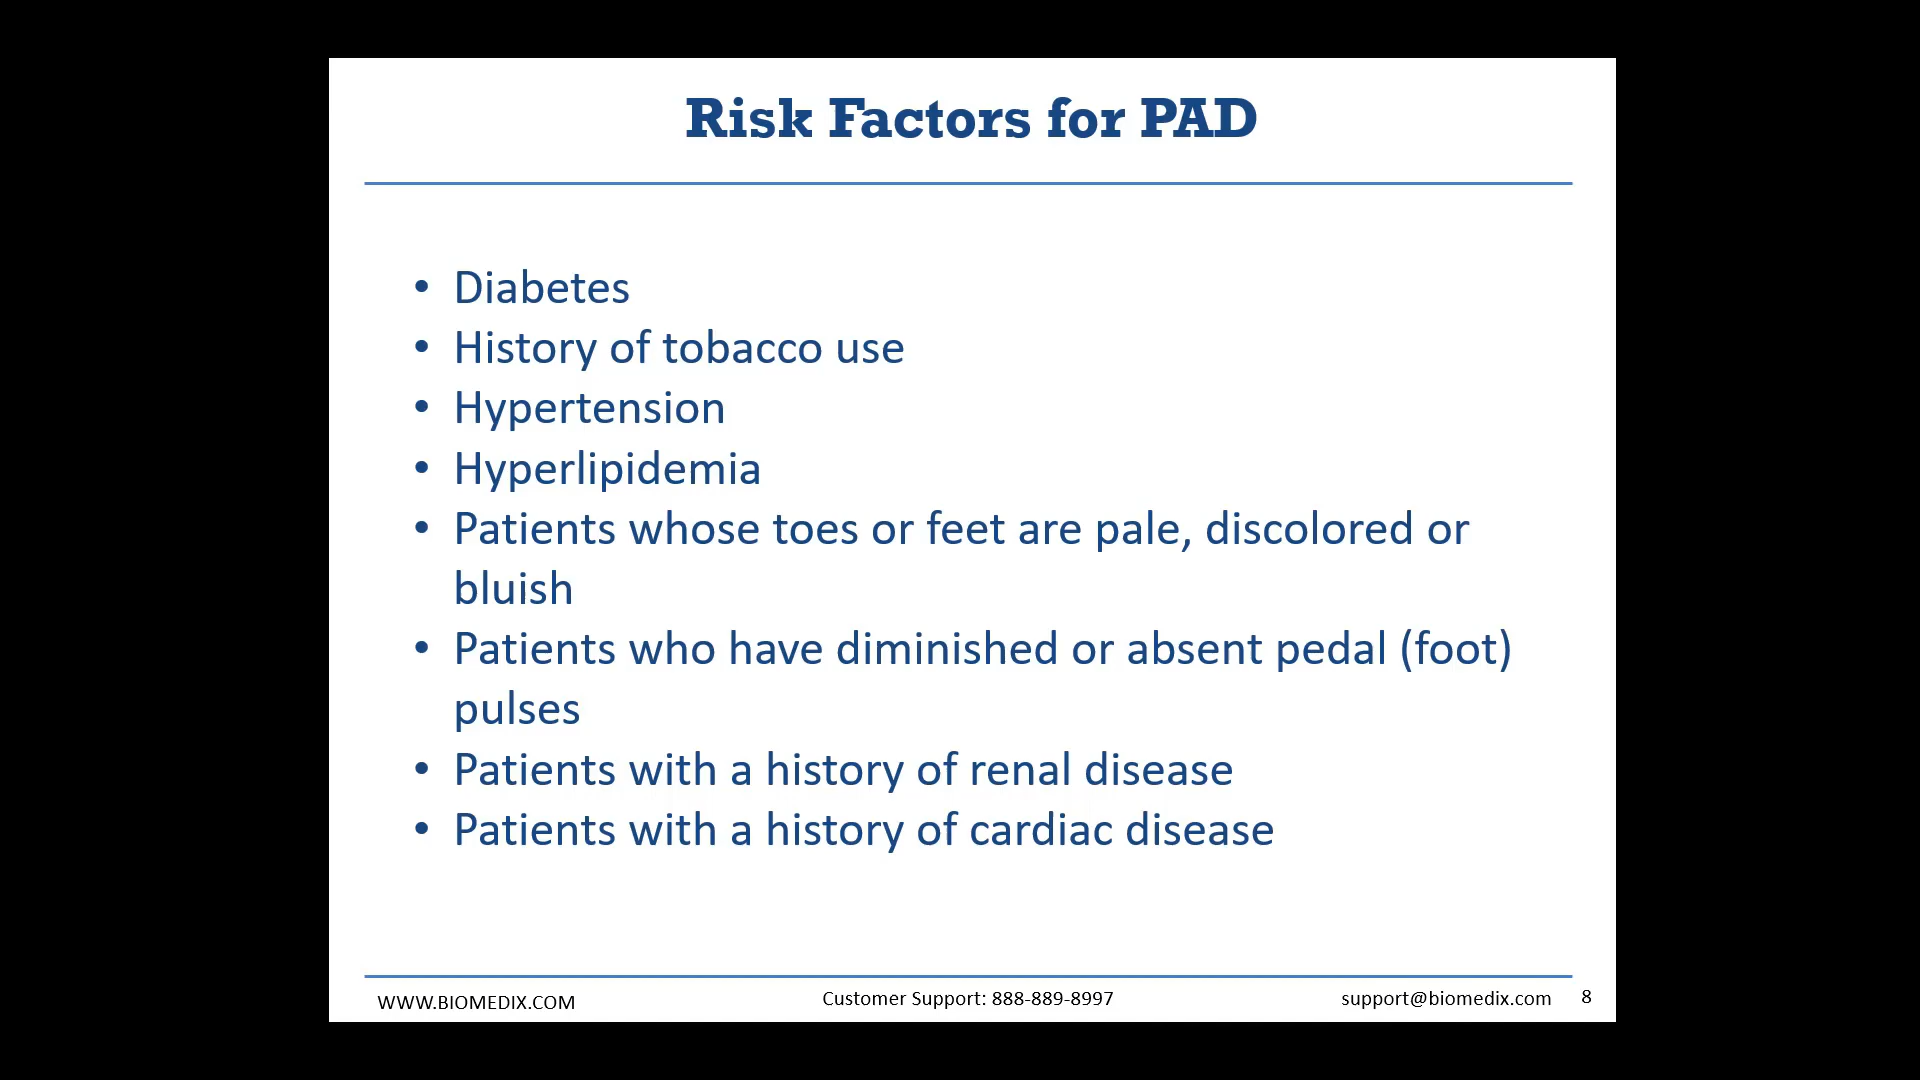 Risk Factors for PAD
• Diabetes
• History of tobacco use
• Hypertension
• Hyperlipidemia
• Patients whose toes or feet are pale, discolored or
bluish
• Patients who have diminished or absent pedal (foot)
pulses
• Patients with a history of renal disease
• Patients with a history of cardiac disease
WWW.BIOMEDIX.COM
Customer Support: 888-889-8997
support@biomedix.com
8